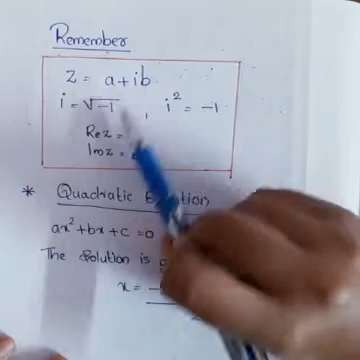 Remember
z = a+ib
i = √-1 , i² = -1
Re z =
Im z =
* Quadratic
ax² + bx + c = 0
The Solution is
x = -